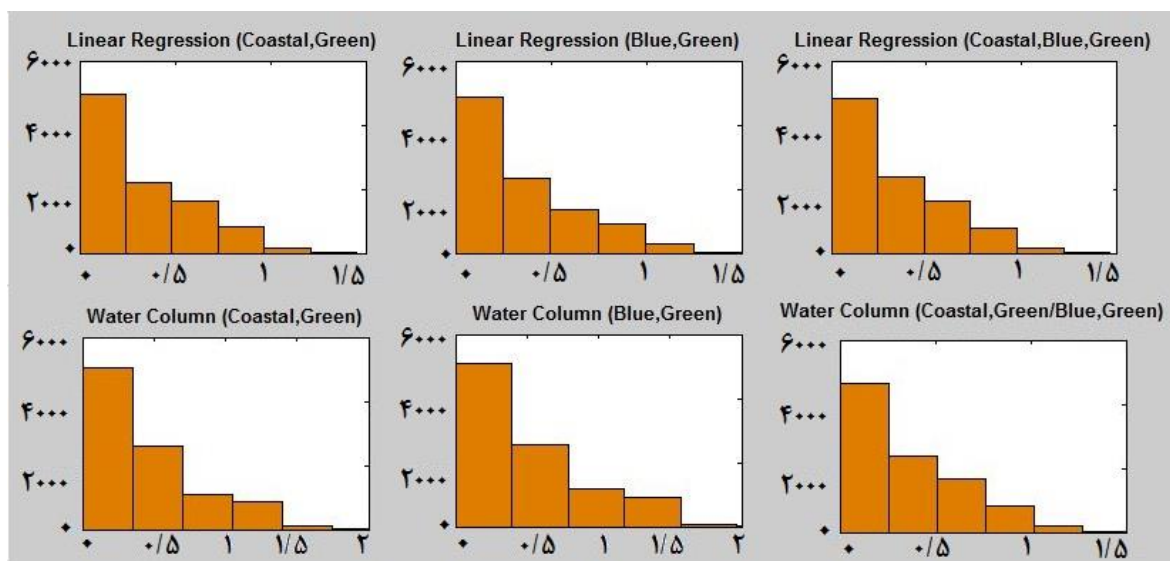 Linear Regression (Coastal,Green)
۶۰۰۰
۴۰۰۰
۲۰۰۰
۰
۰ ۰/۵ ۱ ۱/۵
Linear Regression (Blue,Green)
۶۰۰۰
۴۰۰۰
۲۰۰۰
۰
۰ ۰/۵ ۱ ۱/۵
Linear Regression (Coastal,Blue,Green)
۶۰۰۰
۴۰۰۰
۲۰۰۰
۰
۰ ۰/۵ ۱ ۱/۵
Water Column (Coastal,Green)
۶۰۰۰
۴۰۰۰
۲۰۰۰
۰
۰ ۰/۵ ۱ ۱/۵ ۲
Water Column (Blue,Green)
۶۰۰۰
۴۰۰۰
۲۰۰۰
۰
۰ ۰/۵ ۱ ۱/۵ ۲
Water Column (Coastal,Green/Blue,Green)
۶۰۰۰
۴۰۰۰
۲۰۰۰
۰
۰ ۰/۵ ۱ ۱/۵